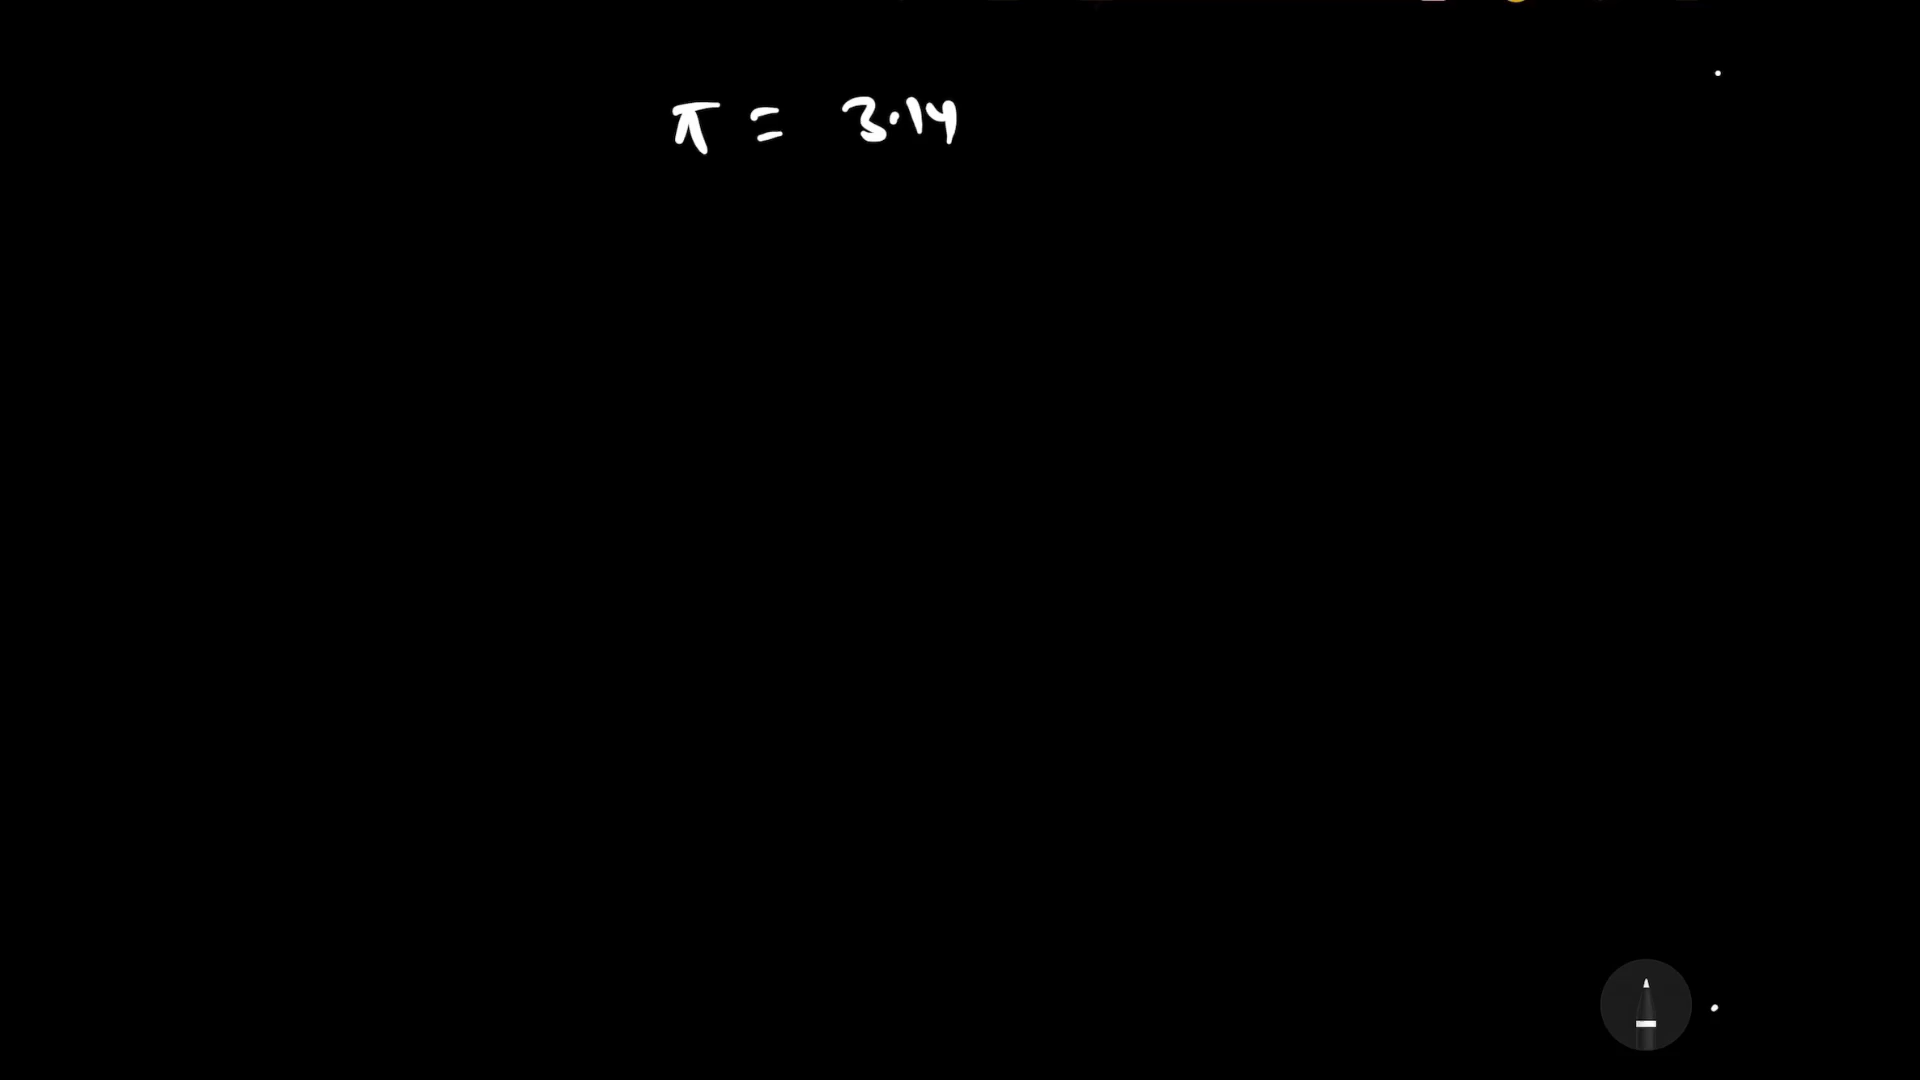 π = 3.14